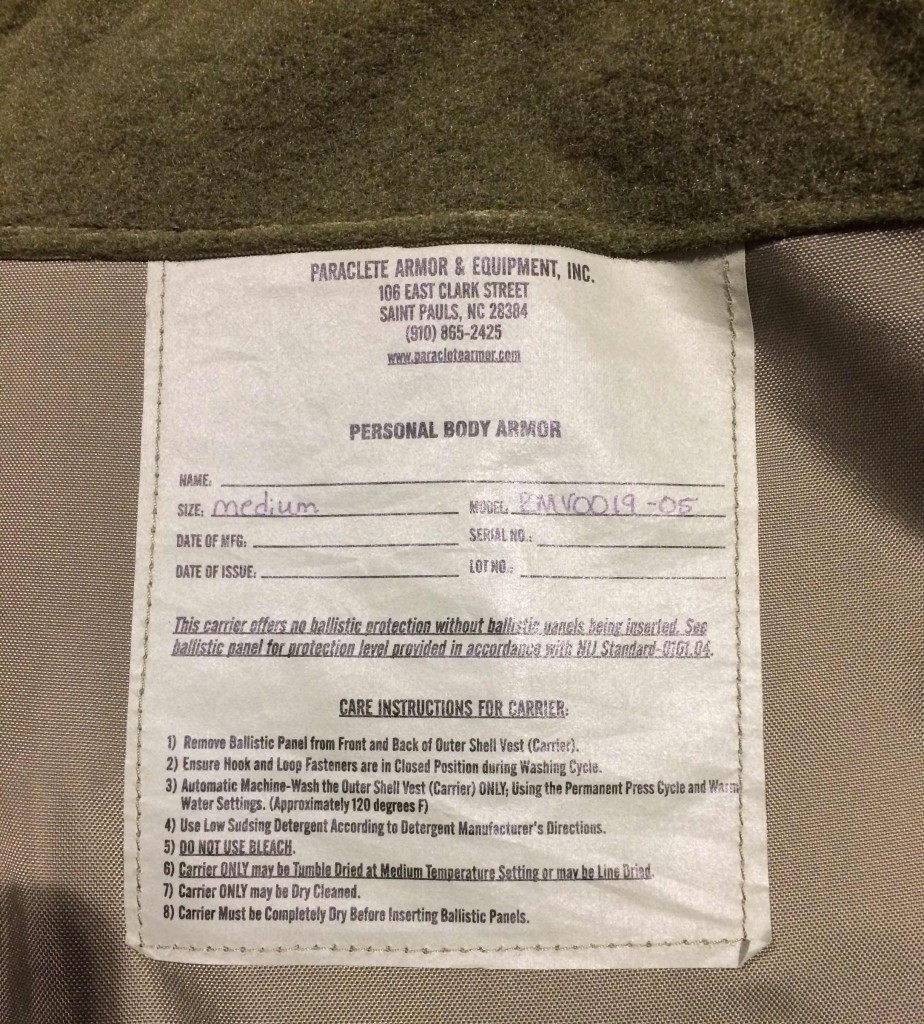 PARACLETE ARMOR & EQUIPMENT, INC.
106 EAST CLARK STREET
SAINT PAULS, NC 28384
(910) 865-2425
www.paracletearmor.com
PERSONAL BODY ARMOR
NAME:
SIZE: medium MODEL: RMV0019-05
DATE OF MFG: SERIAL NO.:
DATE OF ISSUE: LOT NO.:
This carrier offers no ballistic protection without ballistic panels being inserted. See
ballistic panel for protection level provided in accordance with NIJ Standard-0101.04.
CARE INSTRUCTIONS FOR CARRIER:
1) Remove Ballistic Panel from Front and Back of Outer Shell Vest (Carrier).
2) Ensure Hook and Loop Fasteners are in Closed Position during Washing Cycle.
3) Automatic Machine-Wash the Outer Shell Vest (Carrier) ONLY; Using the Permanent Press Cycle and Warm
Water Settings. (Approximately 120 degrees F)
4) Use Low Sudsing Detergent According to Detergent Manufacturer's Directions.
5) DO NOT USE BLEACH.
6) Carrier ONLY may be Tumble Dried at Medium Temperature Setting or may be Line Dried.
7) Carrier ONLY may be Dry Cleaned.
8) Carrier Must be Completely Dry Before Inserting Ballistic Panels.